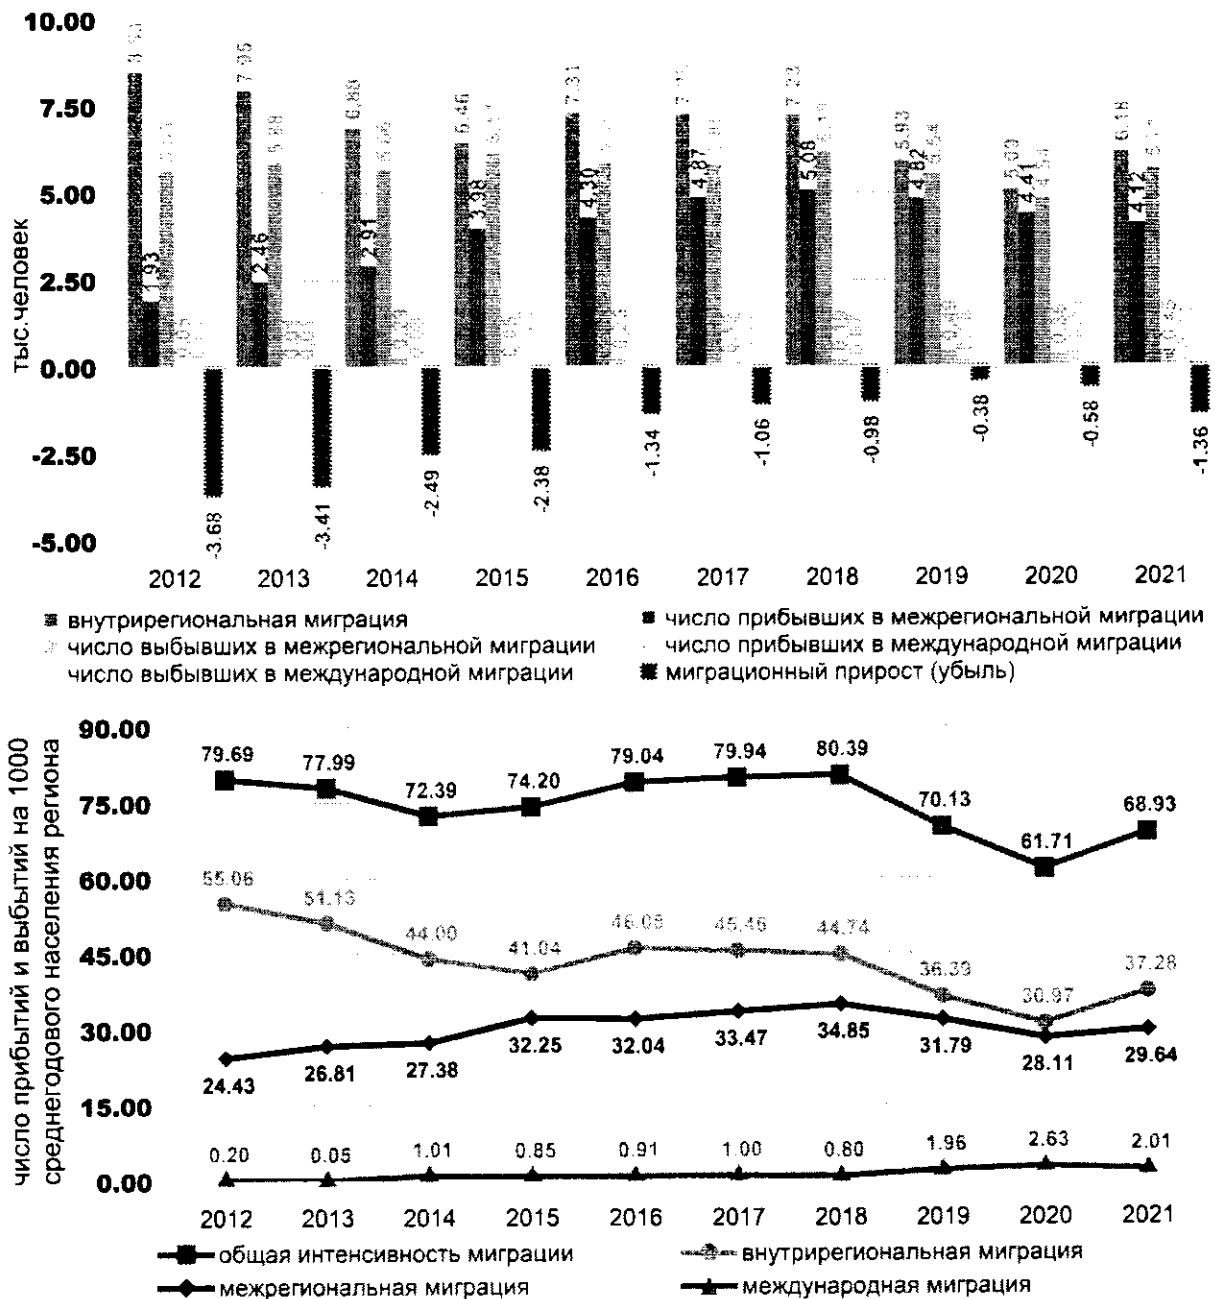 10.00
7.50
5.00
2.50
0.00
-2.50
-5.00
тыс.человек
7.95 6.88 6.46 7.31 7.23 5.93 5.09 6.18
1.93 2.46 2.91 3.98 4.30 4.87 5.08 4.82 4.41 4.12
5.88
-3.68 -3.41 -2.49 -2.38 -1.34 -1.06 -0.98 -0.38 -0.58 -1.36
2012 2013 2014 2015 2016 2017 2018 2019 2020 2021
внутрирегиональная миграция число прибывших в межрегиональной миграции
число выбывших в межрегиональной миграции число прибывших в международной миграции
число выбывших в международной миграции миграционный прирост (убыль)
число прибытий и выбытий на 1000
среднегодового населения региона
90.00
75.00
60.00
45.00
30.00
15.00
0.00
79.69 77.99 72.39 74.20 79.04 79.94 80.39 70.13 61.71 68.93
55.06 51.13 44.00 41.04 46.08 45.46 44.74 36.39 30.97 37.28
24.43 26.81 27.38 32.25 32.04 33.47 34.85 31.79 28.11 29.64
0.20 0.05 1.01 0.85 0.91 1.00 0.80 1.96 2.63 2.01
2012 2013 2014 2015 2016 2017 2018 2019 2020 2021
общая интенсивность миграции внутрирегиональная миграция
межрегиональная миграция международная миграция